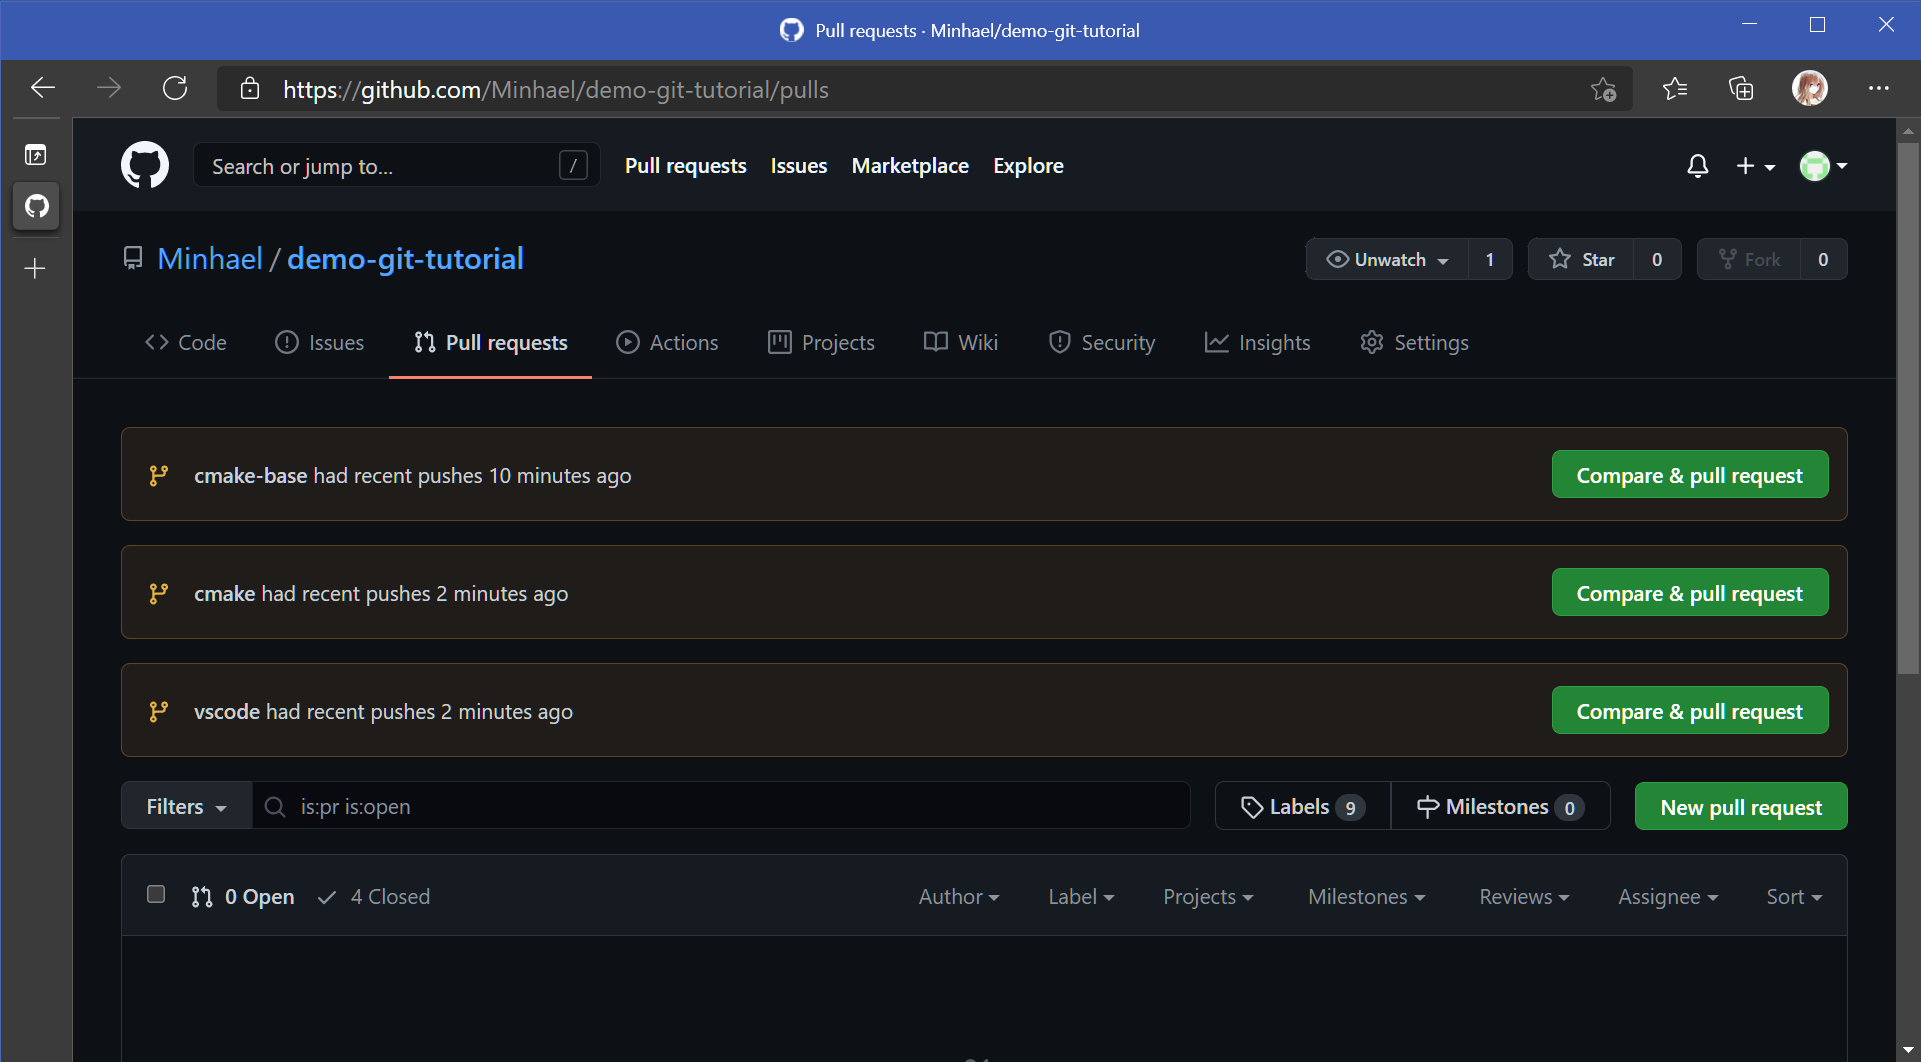 Pull requests · Minhael/demo-git-tutorial
https://github.com/Minhael/demo-git-tutorial/pulls
Search or jump to... / Pull requests Issues Marketplace Explore
Minhael / demo-git-tutorial Unwatch 1 Star 0 Fork 0
Code Issues Pull requests Actions Projects Wiki Security Insights Settings
cmake-base had recent pushes 10 minutes ago Compare & pull request
cmake had recent pushes 2 minutes ago Compare & pull request
vscode had recent pushes 2 minutes ago Compare & pull request
Filters is:pr is:open Labels 9 Milestones 0 New pull request
0 Open 4 Closed Author Label Projects Milestones Reviews Assignee Sort